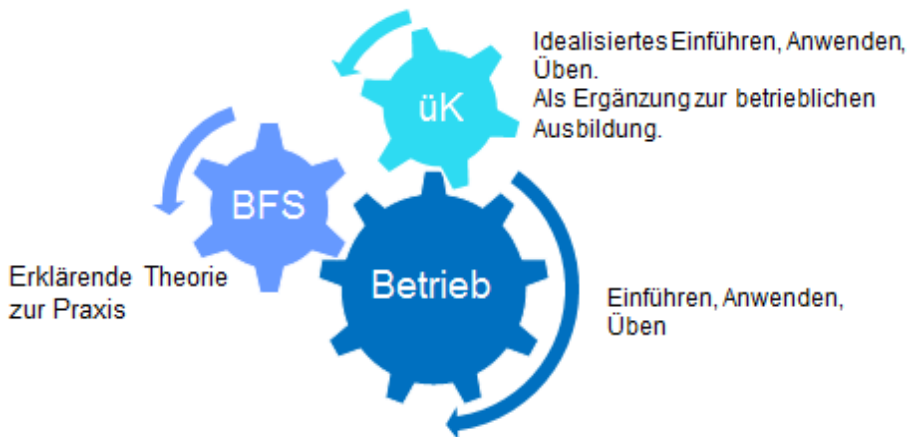 Idealisiertes Einführen, Anwenden,
Üben.
Als Ergänzung zur betrieblichen
Ausbildung.
üK
BFS
Betrieb
Erklärende Theorie
zur Praxis
Einführen, Anwenden,
Üben